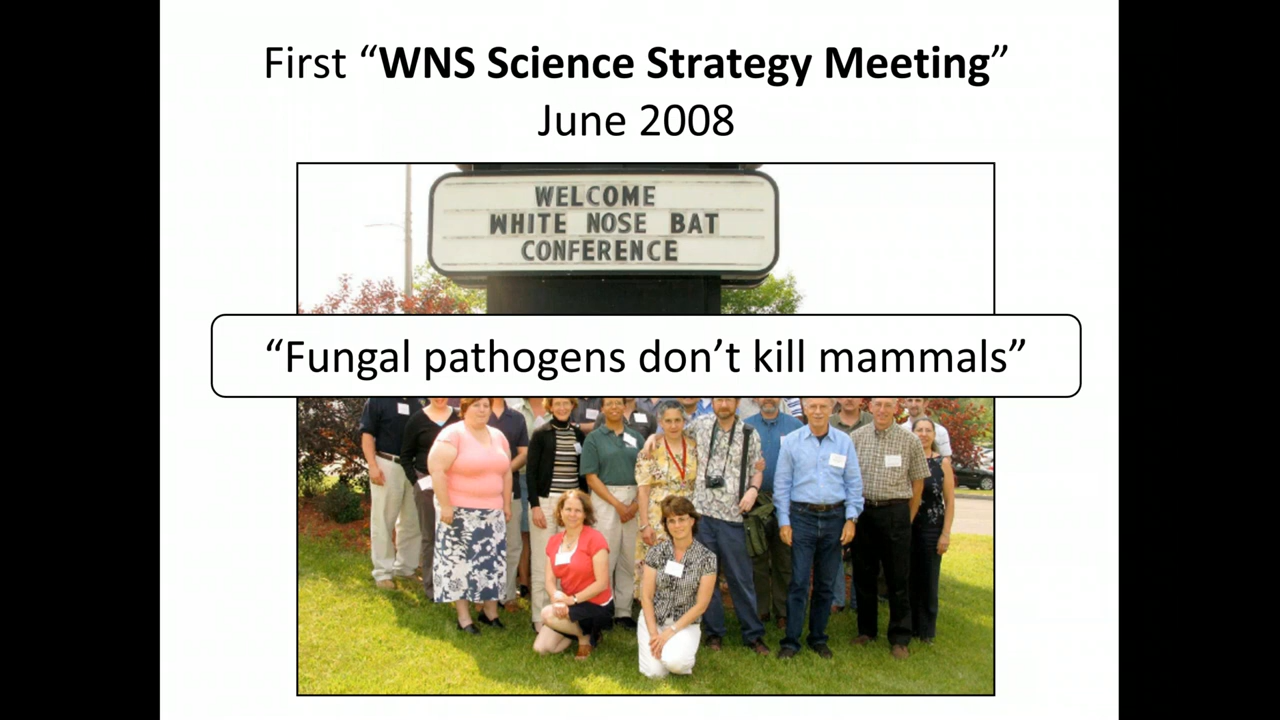 First “WNS Science Strategy Meeting”
June 2008
WELCOME
WHITE NOSE BAT
CONFERENCE
“Fungal pathogens don’t kill mammals”